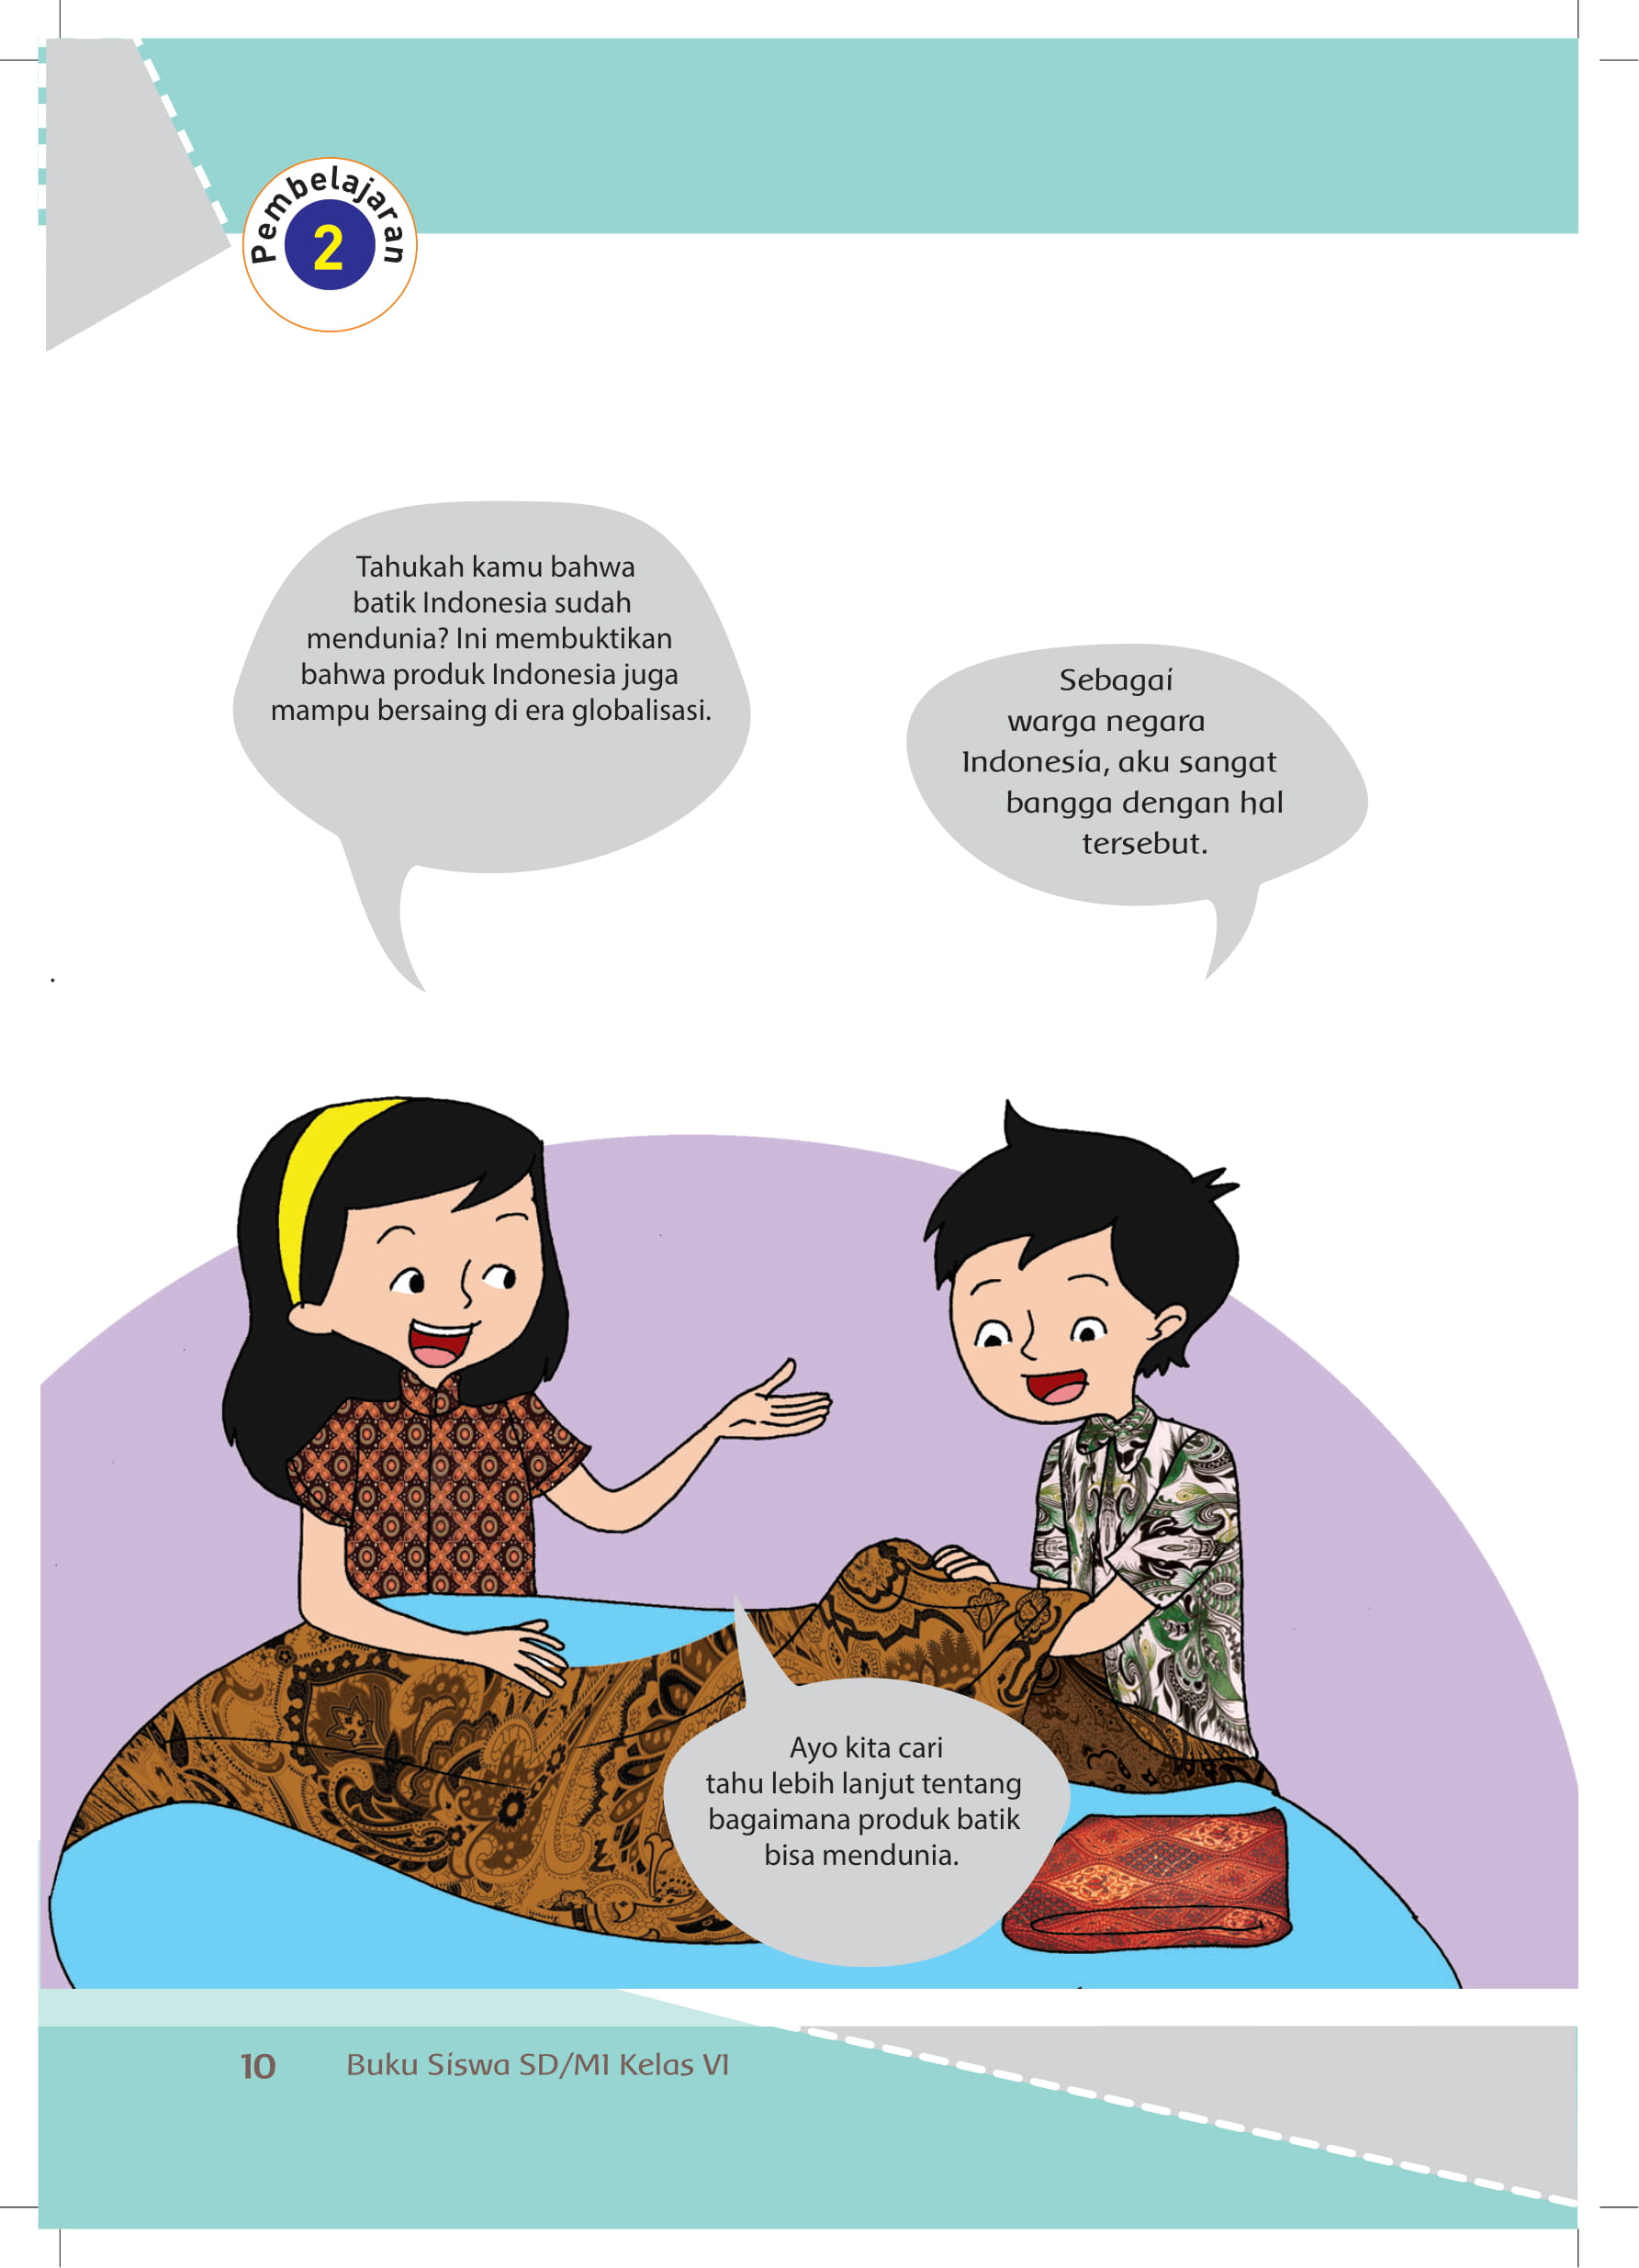 Pembelajaran
2
Tahukah kamu bahwa
batik Indonesia sudah
mendunia? Ini membuktikan
bahwa produk Indonesia juga
mampu bersaing di era globalisasi.
Sebagai
warga negara
Indonesia, aku sangat
bangga dengan hal
tersebut.
Ayo kita cari
tahu lebih lanjut tentang
bagaimana produk batik
bisa mendunia.
10 Buku Siswa SD/MI Kelas VI